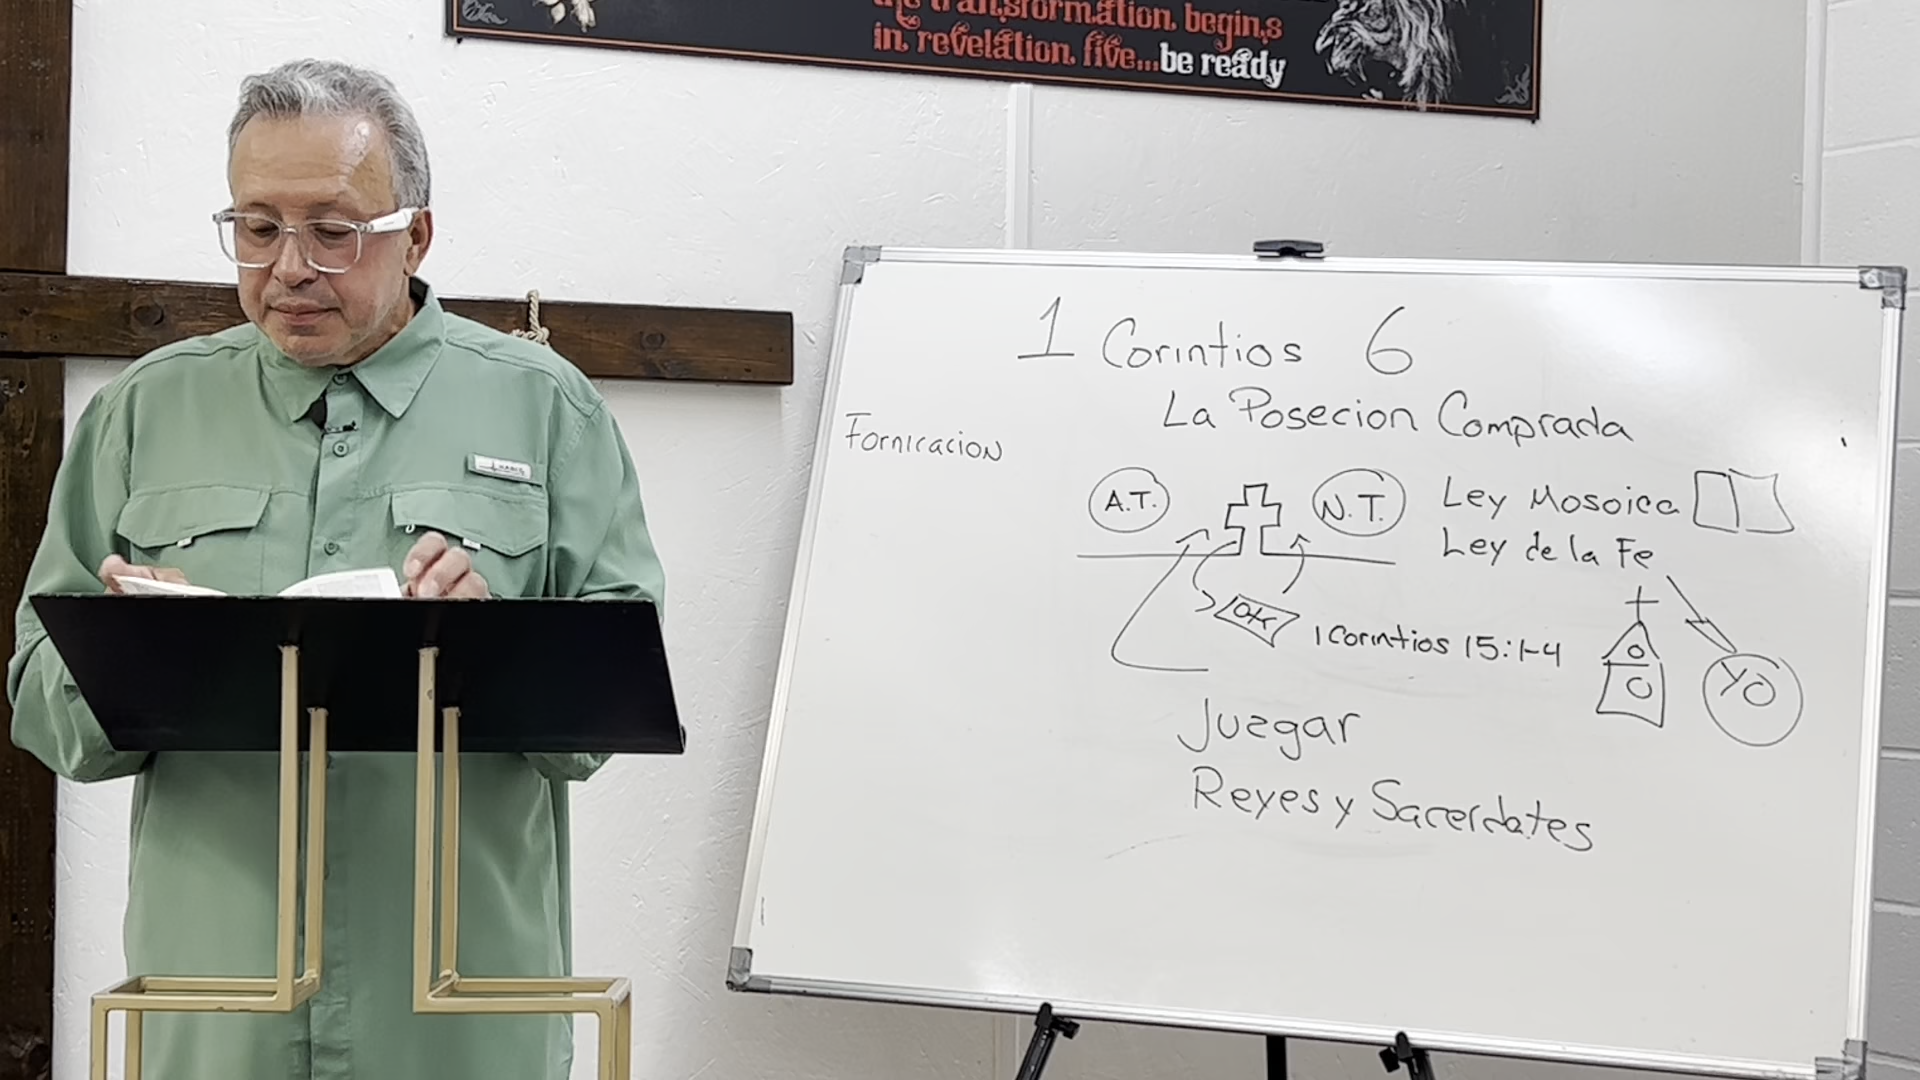 the transformation begins
in revelation five...be ready
1 Corintios 6
La Posecion Comprada
Fornicacion
A.T.
N.T.
Ley Mosoica
Ley de la Fe
1 Corintios 15:1-4
YO
Juzgar
Reyes y Sacerdotes